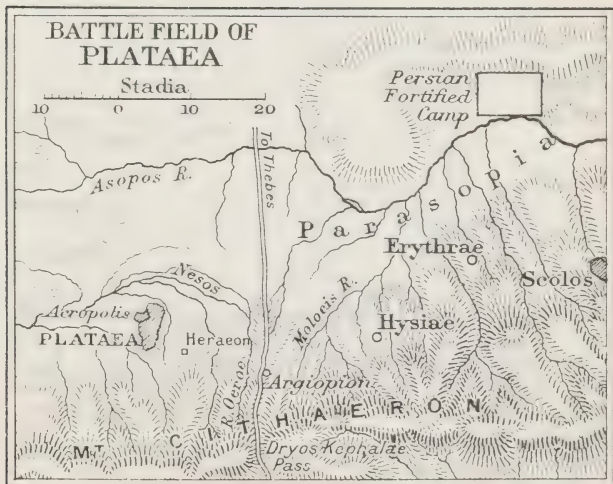 BATTLE FIELD OF
PLATAEA
Stadia
10 0 10 20
Persian
Fortified
Camp
To Thebes
Asopos R.
Parasopia
Erythrae
Scolos
Nesos
Moloeis R.
Acropolis
PLATAEA
Heraeon
Hysiae
R. Oeroe
Argiopion
MT CITHAERON
Dryos Kephalae
Pass